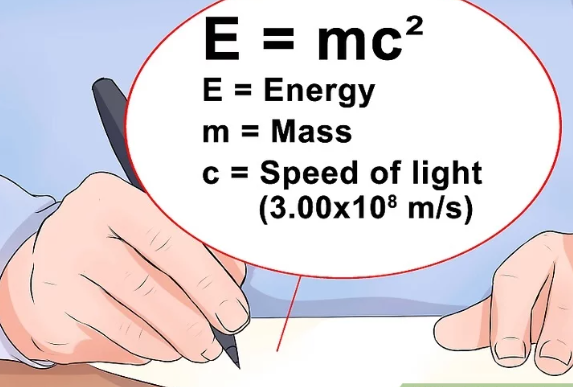 E = mc²
E = Energy
m = Mass
c = Speed of light
(3.00x10⁸ m/s)